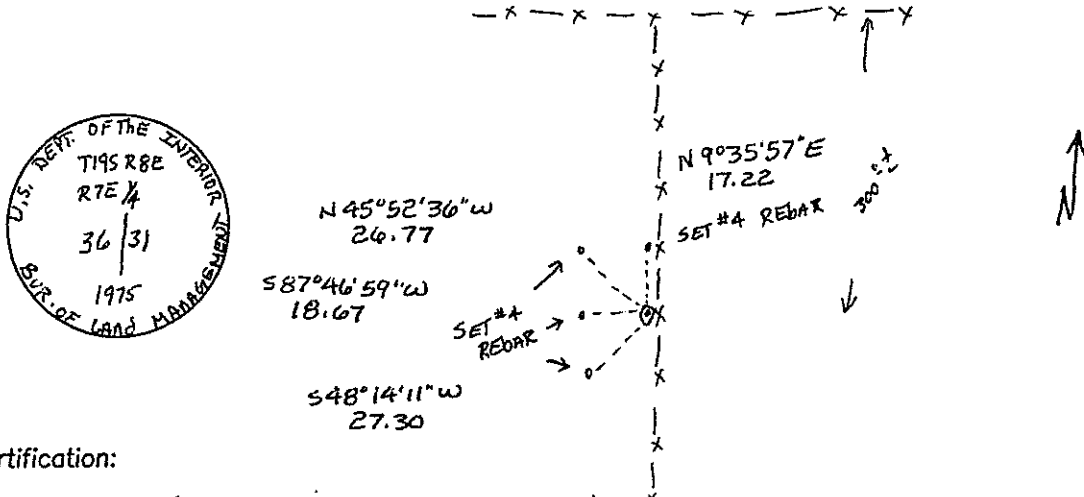 U.S. DEPT. OF THE INTERIOR
BUR. OF LAND MANAGEMENT
T19S R8E
R7E 1/4
36 | 31
1975
N 9°35'57"E
17.22
SET #4 REBAR
300'±
N
N 45°52'36"W
26.77
S87°46'59"W
18.67
SET #4
REBAR
S48°14'11"W
27.30
rtification: